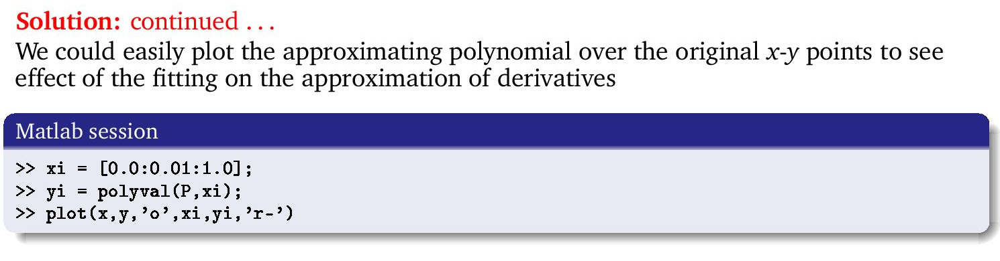 Solution: continued . . .
We could easily plot the approximating polynomial over the original x-y points to see
effect of the fitting on the approximation of derivatives
Matlab session
>> xi = [0.0:0.01:1.0];
>> yi = polyval(P,xi);
>> plot(x,y,’o’,xi,yi,’r-’)